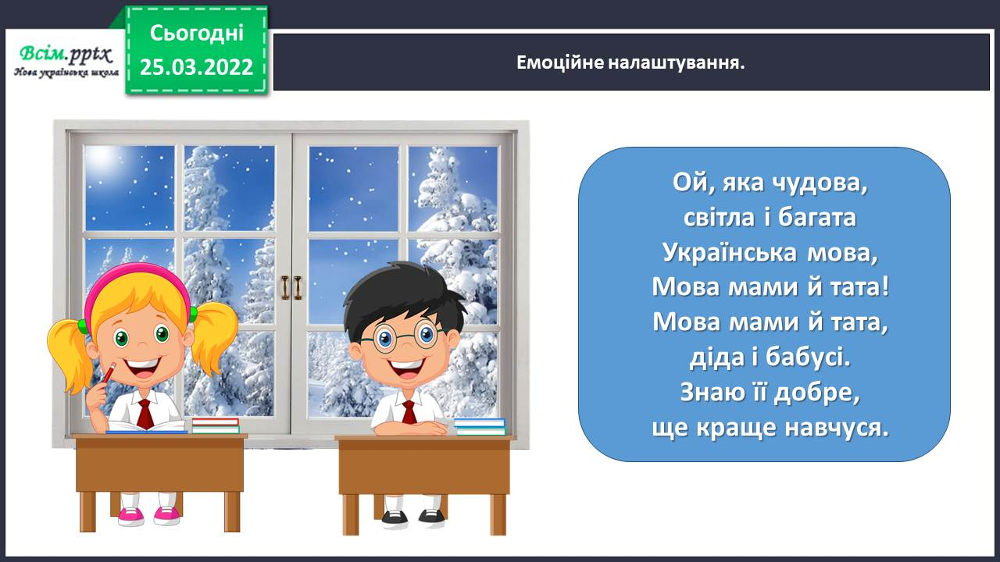 Всім.pptx
Нова українська школа
Сьогодні
25.03.2022
Емоційне налаштування.
Ой, яка чудова,
світла і багата
Українська мова,
Мова мами й тата!
Мова мами й тата,
діда і бабусі.
Знаю її добре,
ще краще навчуся.